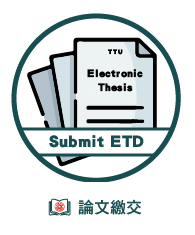 TTU
Electronic
Thesis
Submit ETD
論文繳交